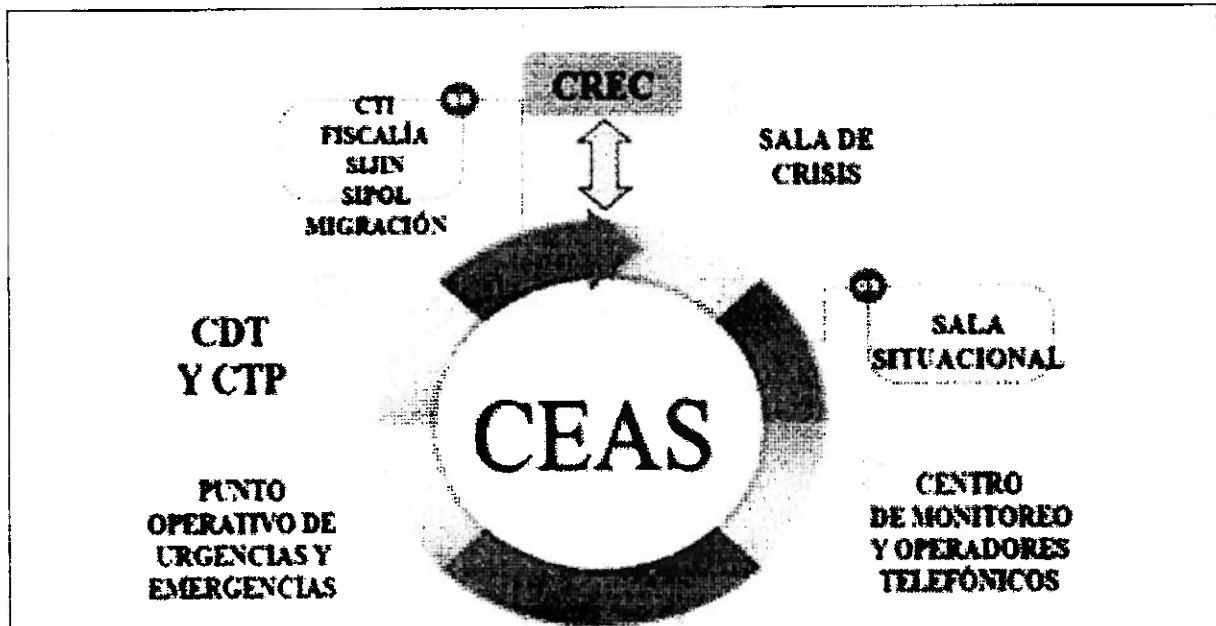 CREC
CTI
FISCALÍA
SIJIN
SIPOL
MIGRACIÓN
SALA DE
CRISIS
SALA
SITUACIONAL
CDT
Y CTP
CEAS
PUNTO
OPERATIVO DE
URGENCIAS Y
EMERGENCIAS
CENTRO
DE MONITOREO
Y OPERADORES
TELEFÓNICOS